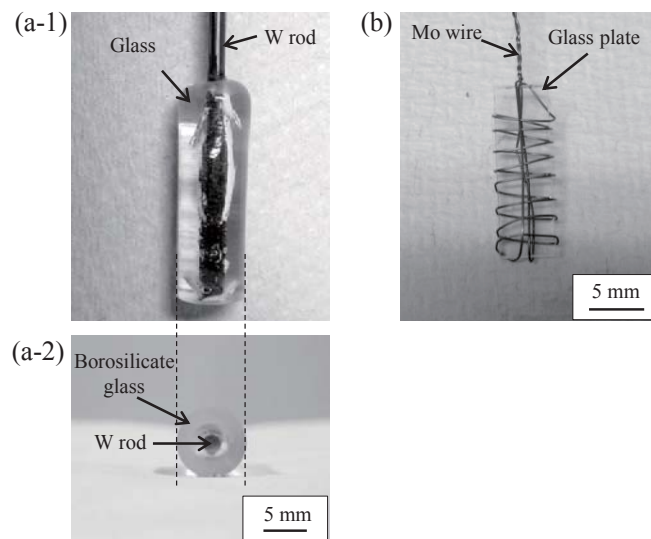 (a-1)
Glass
W rod
(b)
Mo wire
Glass plate
5 mm
(a-2)
Borosilicate
glass
W rod
5 mm